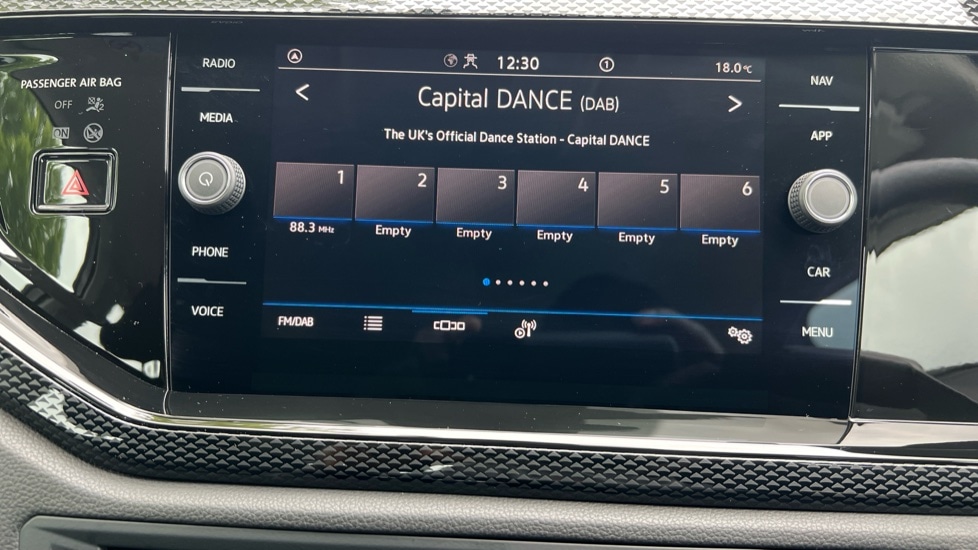 PASSENGER AIR BAG
OFF 2
ON
RADIO
MEDIA
PHONE
VOICE
12:30
1
18.0°C
< Capital DANCE (DAB) >
The UK's Official Dance Station - Capital DANCE
1 2 3 4 5 6
88.3 MHz Empty Empty Empty Empty Empty
FM/DAB
NAV
APP
CAR
MENU